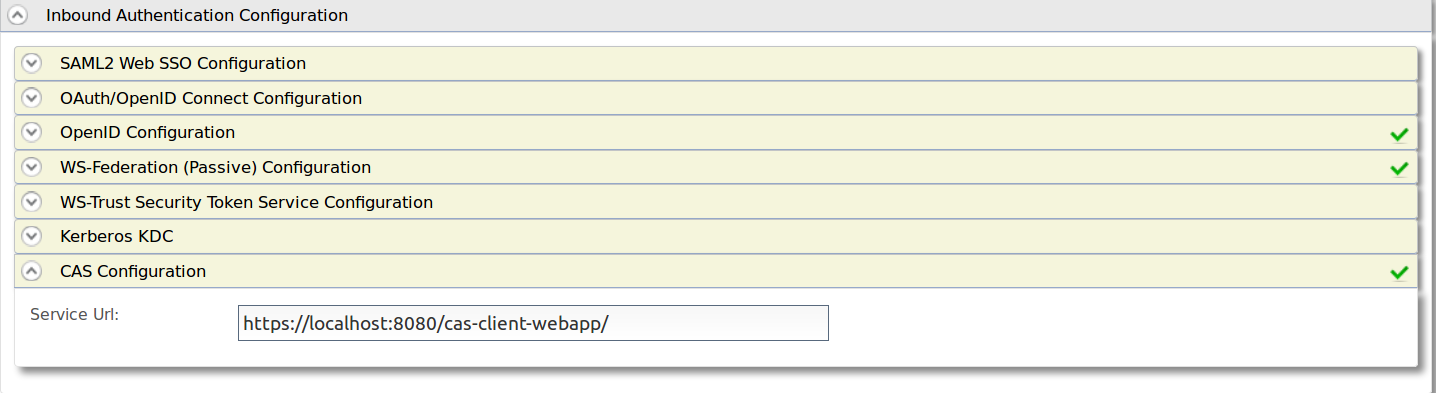 Inbound Authentication Configuration
SAML2 Web SSO Configuration
OAuth/OpenID Connect Configuration
OpenID Configuration
WS-Federation (Passive) Configuration
WS-Trust Security Token Service Configuration
Kerberos KDC
CAS Configuration
Service Url: https://localhost:8080/cas-client-webapp/